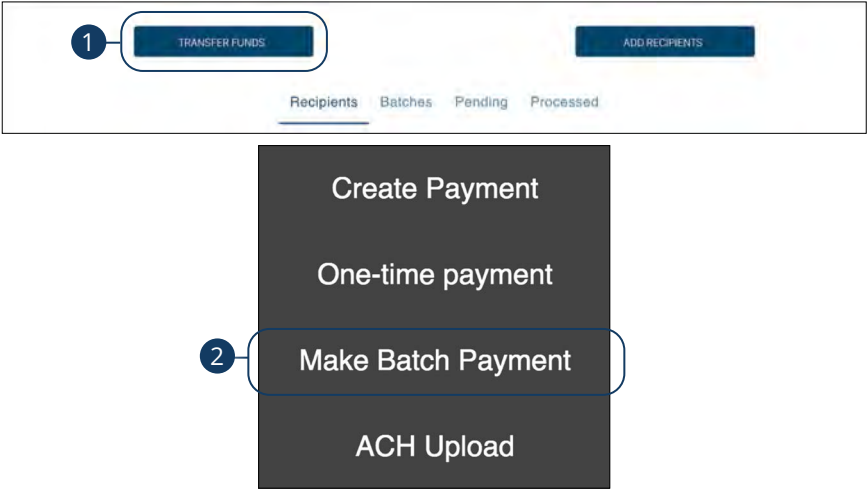 1 TRANSFER FUNDS ADD RECIPIENTS
Recipients Batches Pending Processed
Create Payment
One-time payment
2 Make Batch Payment
ACH Upload